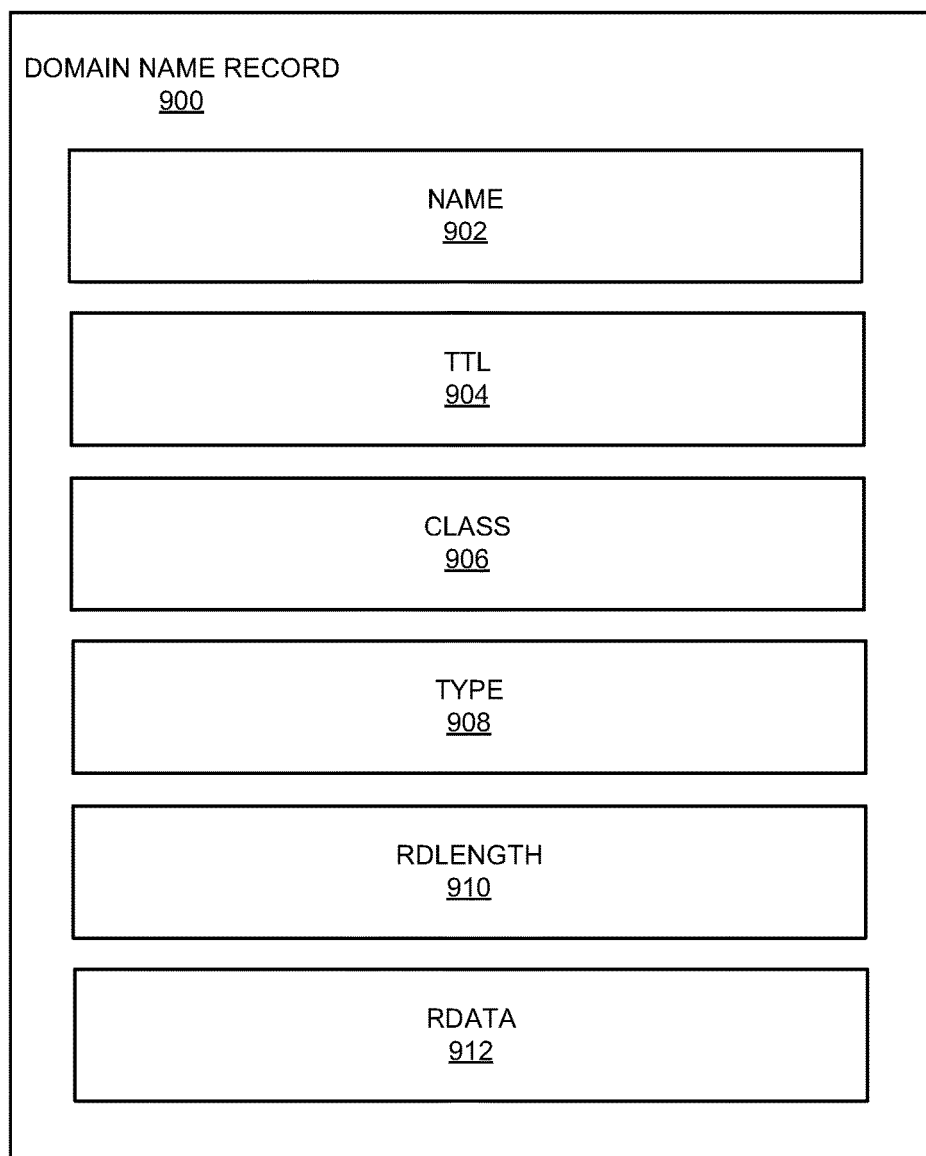 DOMAIN NAME RECORD
900
NAME
902
TTL
904
CLASS
906
TYPE
908
RDLENGTH
910
RDATA
912